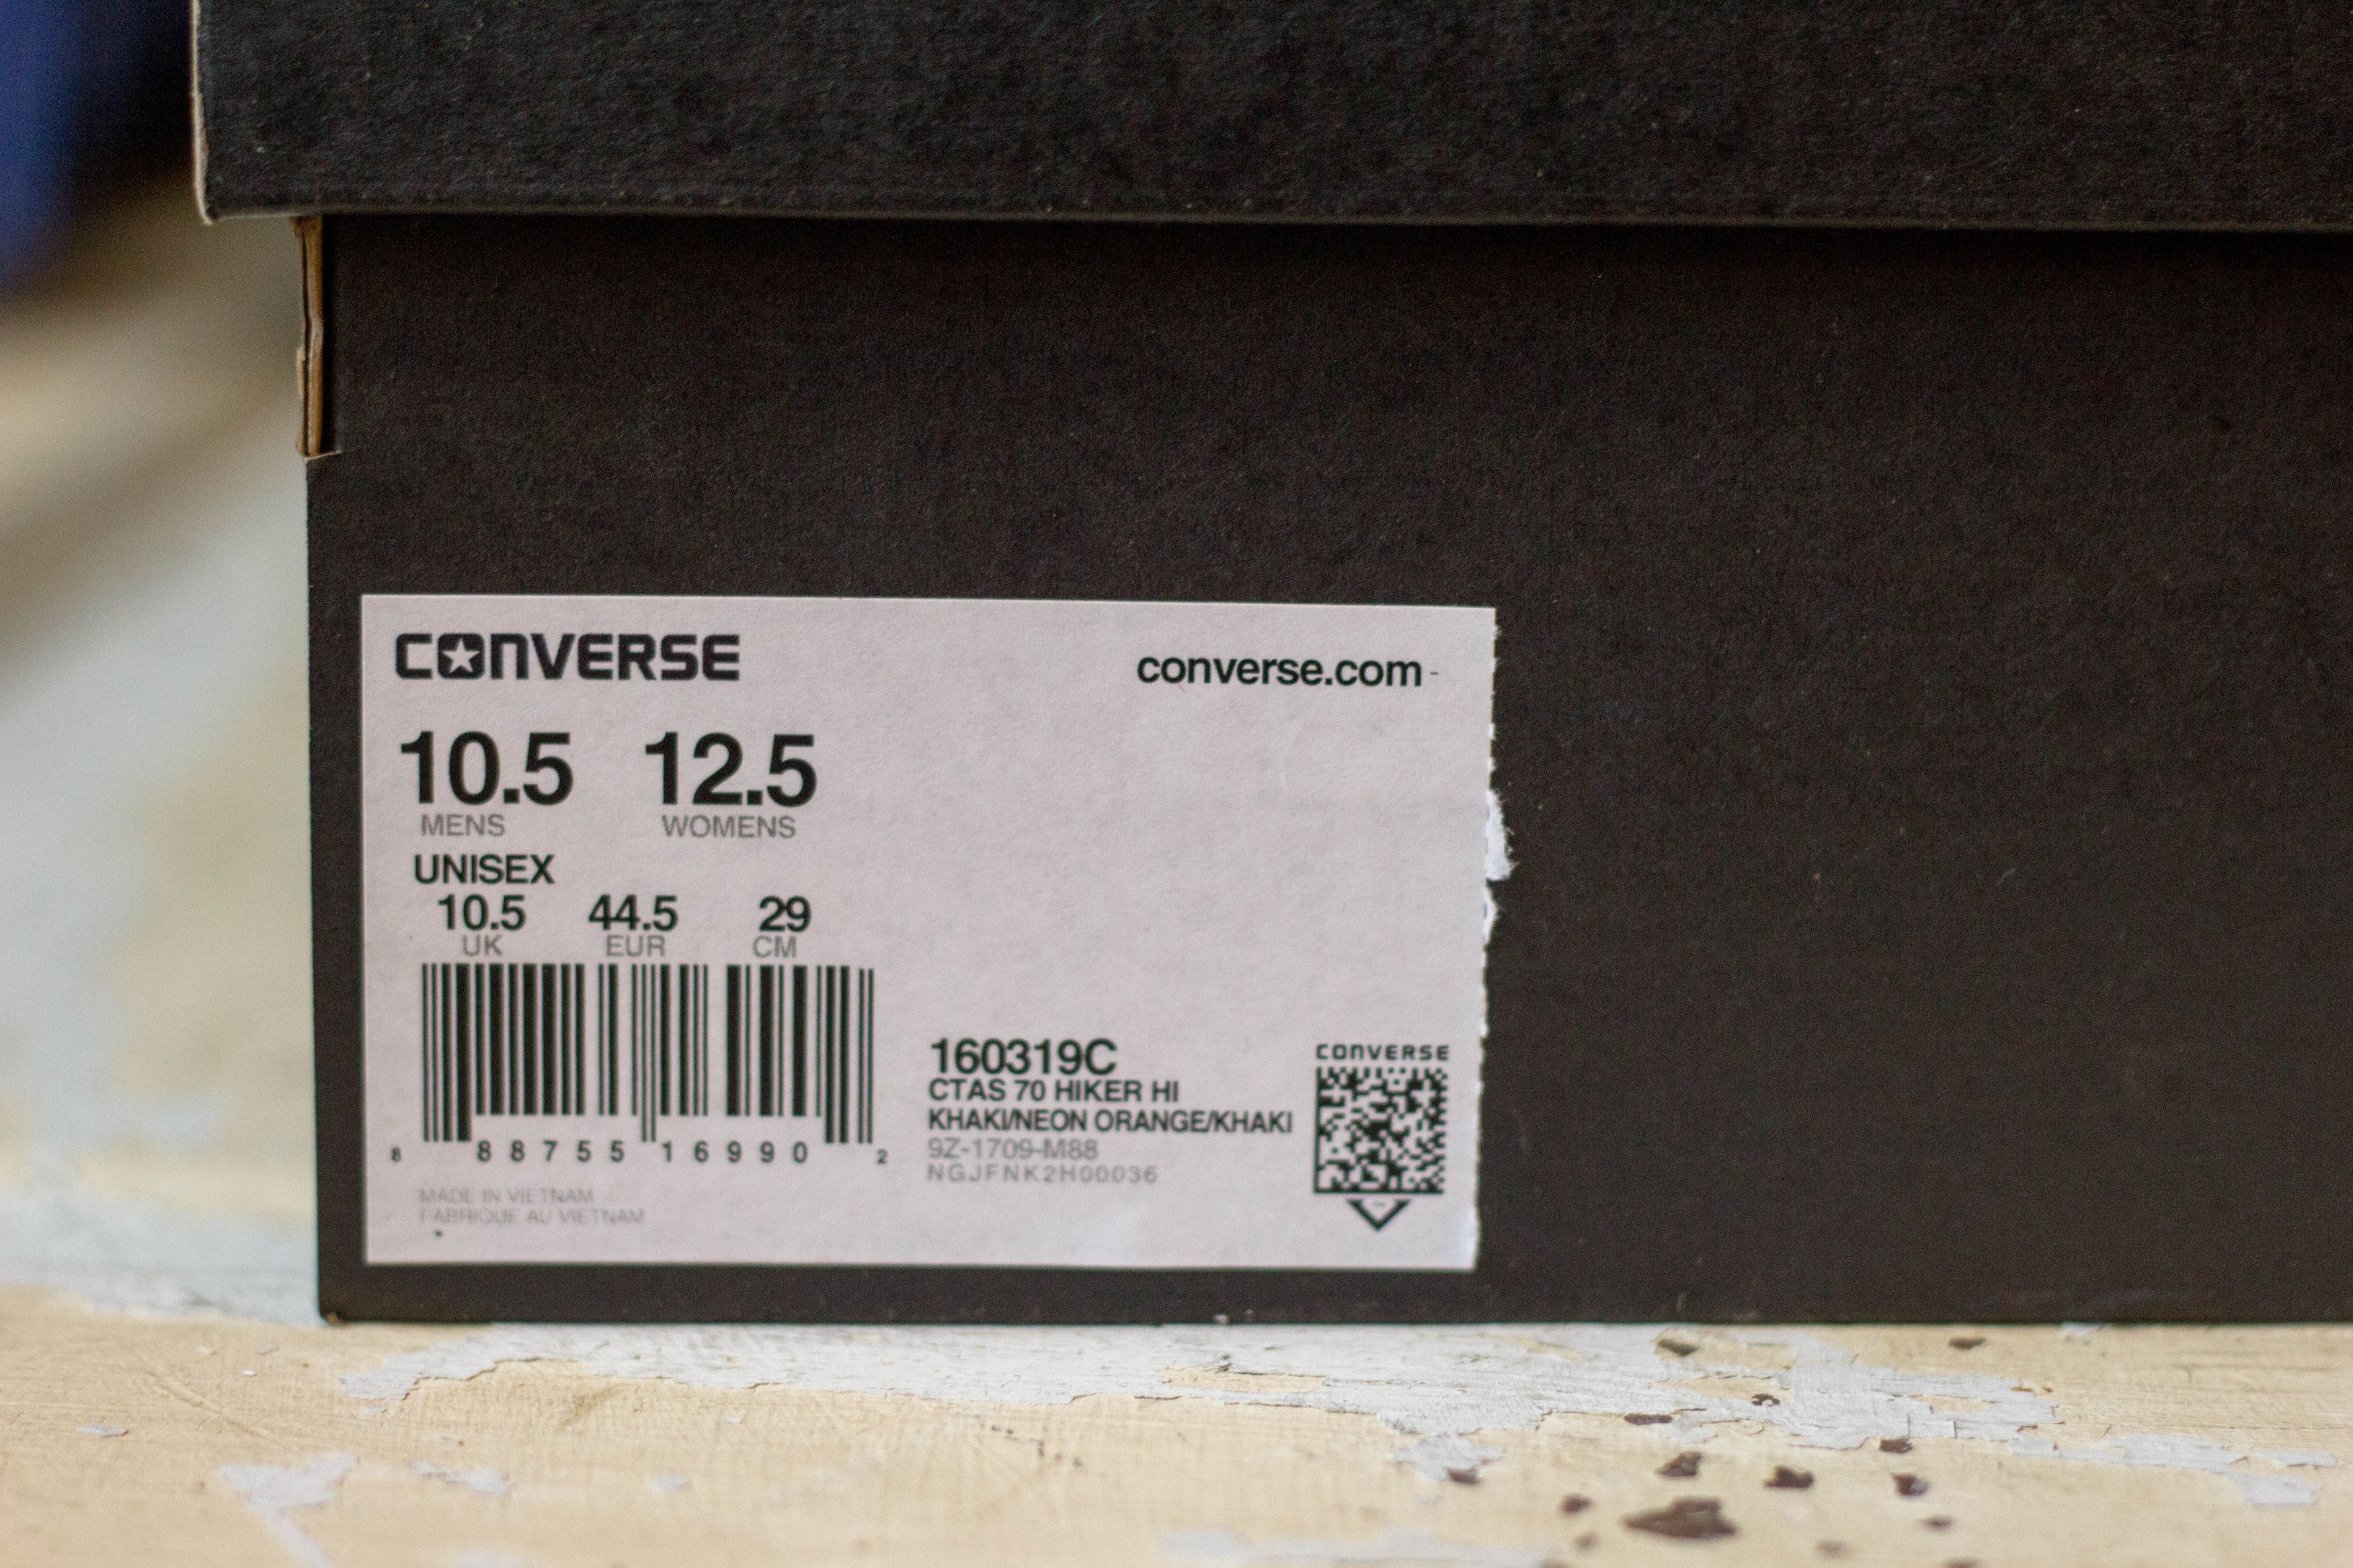 CONVERSE
converse.com -
10.5 12.5
MENS WOMENS
UNISEX
10.5 44.5 29
UK EUR CM
8 88755 16990 2
160319C
CTAS 70 HIKER HI
KHAKI/NEON ORANGE/KHAKI
9Z-1709-M88
NGJFNK2H00036
CONVERSE
MADE IN VIETNAM
FABRIQUE AU VIETNAM